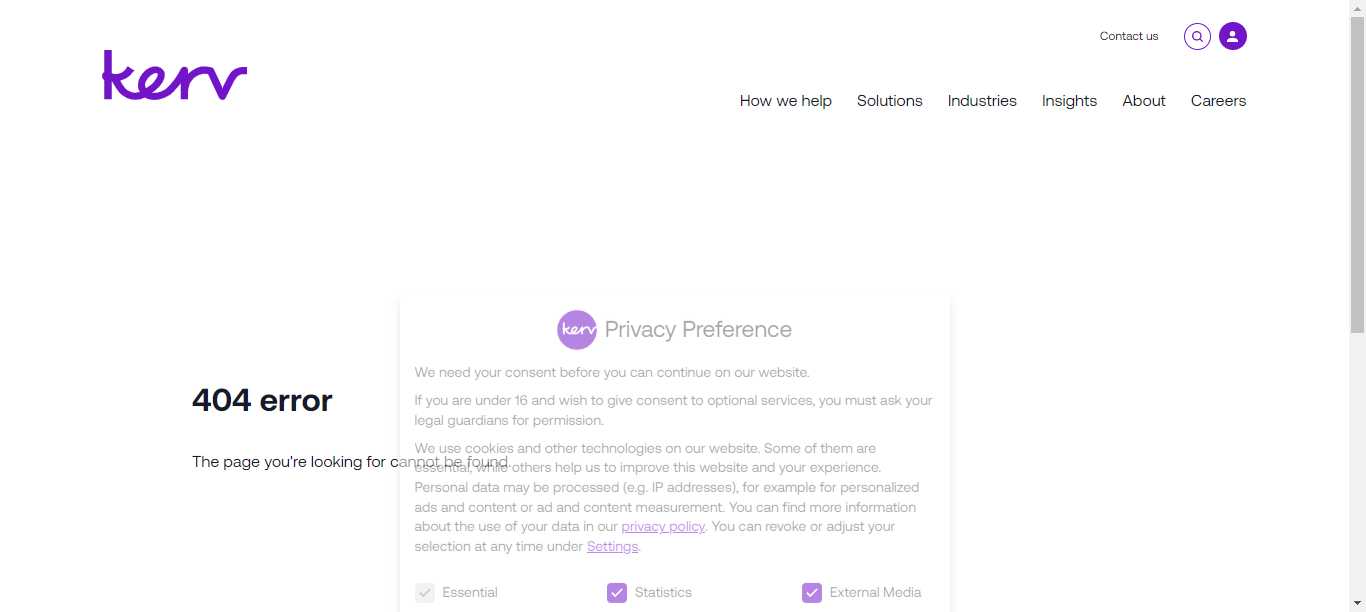 Contact us
kerv
How we help Solutions Industries Insights About Careers
kerv Privacy Preference
We need your consent before you can continue on our website.
404 error
If you are under 16 and wish to give consent to optional services, you must ask your
legal guardians for permission.
We use cookies and other technologies on our website. Some of them are
The page you're looking for cannot be found
essential, while others help us to improve this website and your experience.
Personal data may be processed (e.g. IP addresses), for example for personalized
ads and content or ad and content measurement. You can find more information
about the use of your data in our privacy policy. You can revoke or adjust your
selection at any time under Settings.
Essential Statistics External Media